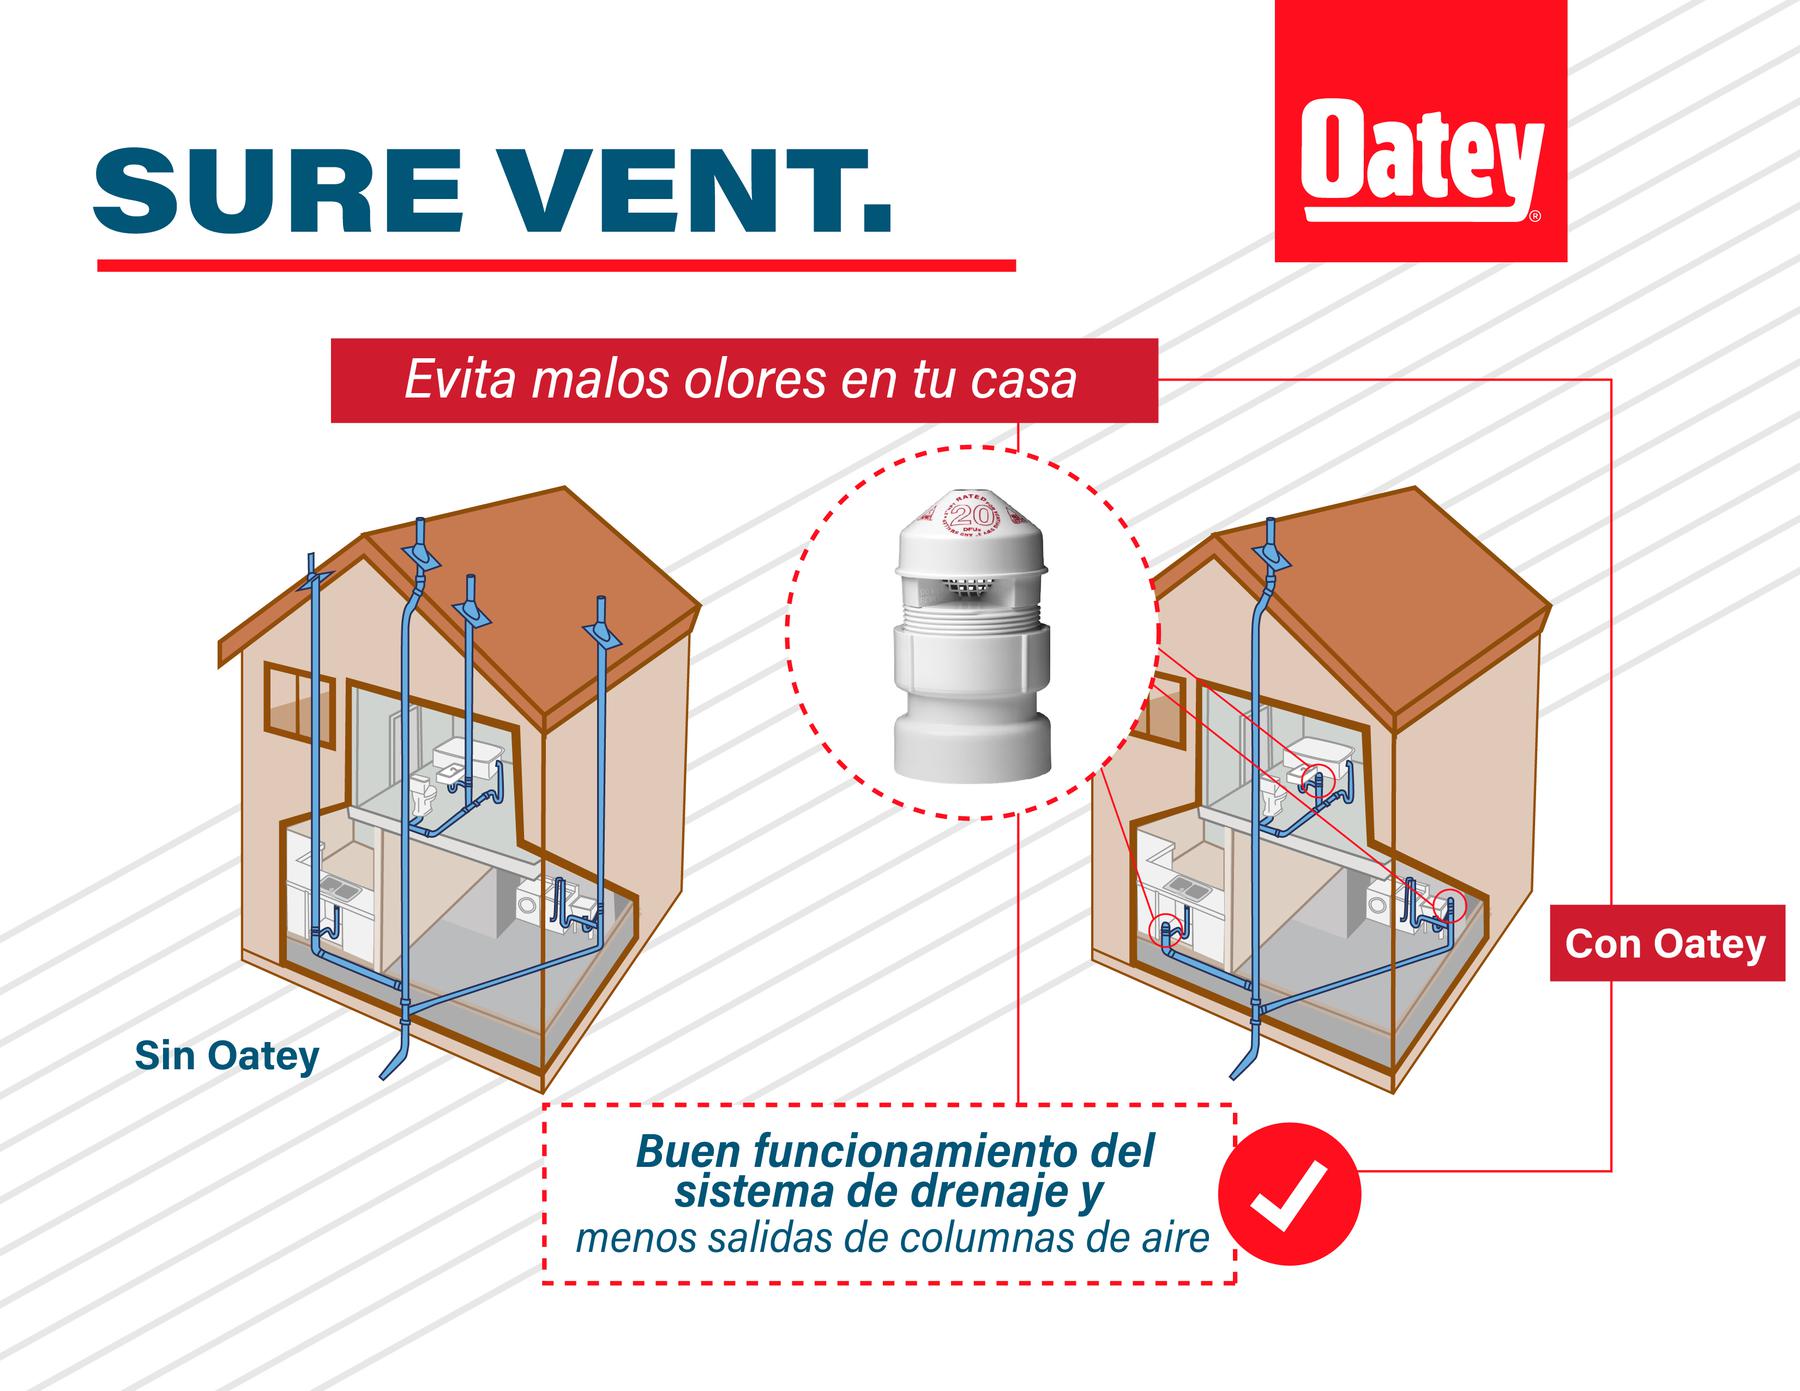 SURE VENT.
Oatey®
Evita malos olores en tu casa
RATED
20
DFUs
Con Oatey
Sin Oatey
Buen funcionamiento del
sistema de drenaje y
menos salidas de columnas de aire